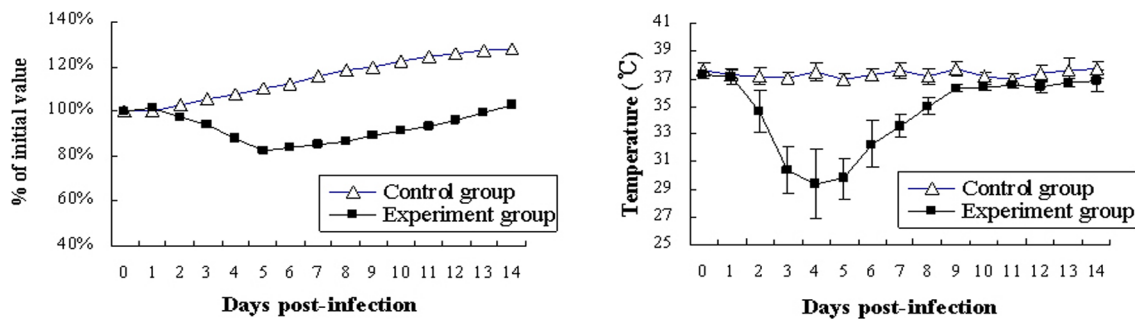 % of initial value
140%
120%
100%
80%
60%
40%
Control group
Experiment group
0 1 2 3 4 5 6 7 8 9 10 11 12 13 14
Days post-infection
Temperature (℃)
41
39
37
35
33
31
29
27
25
Control group
Experiment group
0 1 2 3 4 5 6 7 8 9 10 11 12 13 14
Days post-infection